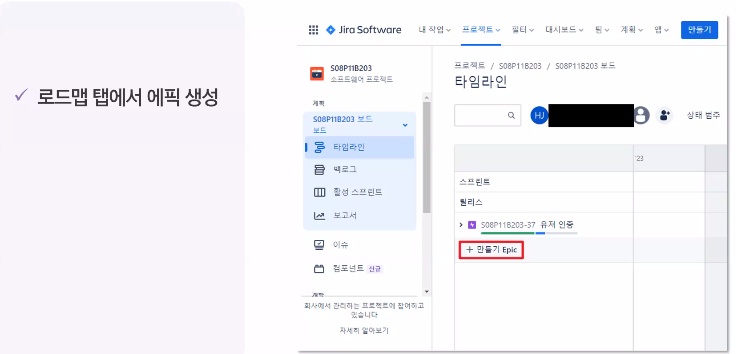 ✓ 로드맵 탭에서 에픽 생성
Jira Software 내 작업 프로젝트 필터 대시보드 팀 계획 앱 만들기
S08P11B203
소프트웨어 프로젝트
계획
S08P11B203 보드
보드
타임라인
백로그
활성 스프린트
보고서
이슈
컴포넌트 신규
개발
회사에서 관리하는 프로젝트에 참여하고
있습니다
자세히 알아보기
프로젝트 / S08P11B203 / S08P11B203 보드
타임라인
HJ 상태 범주
'23
스프린트
릴리스
S08P11B203-37 유저 인증
+ 만들기 Epic